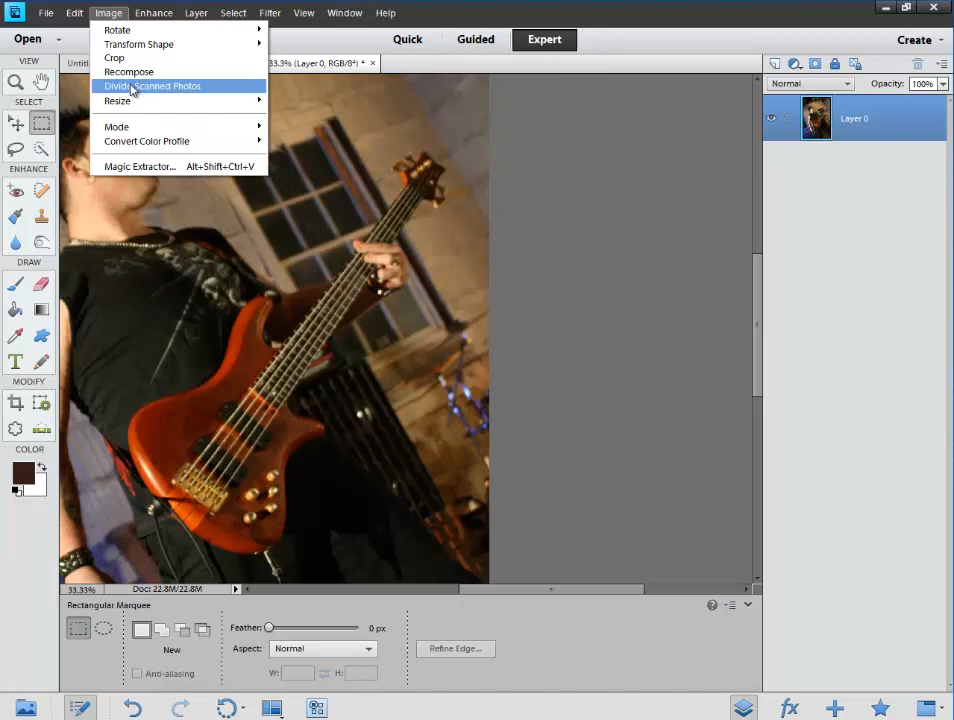 File Edit Image Enhance Layer Select Filter View Window Help
Open
Quick Guided Expert
Create
VIEW
3.3% (Layer 0, RGB/8*) * ×
Rotate
Transform Shape
Crop
Recompose
Divide Scanned Photos
Resize
Mode
Convert Color Profile
Magic Extractor... Alt+Shift+Ctrl+V
Normal Opacity: 100%
Layer 0
SELECT
ENHANCE
DRAW
MODIFY
COLOR
33.33% Doc: 22.8M/22.8M
Rectangular Marquee
New
Anti-aliasing
Feather: 0 px
Aspect: Normal
W: H:
Refine Edge...